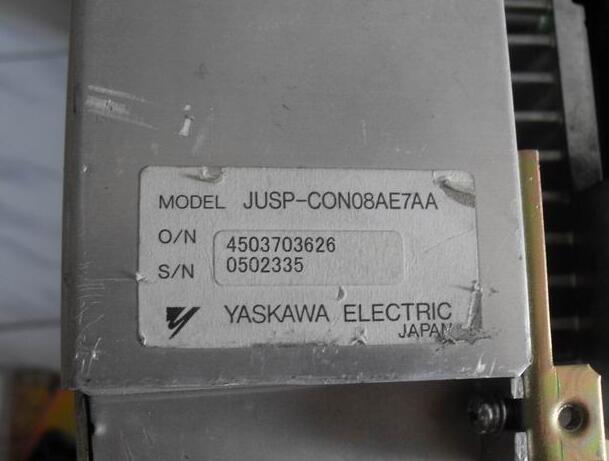 MODEL JUSP-CON08AE7AA
O/N 4503703626
S/N 0502335
YASKAWA ELECTRIC
JAPAN